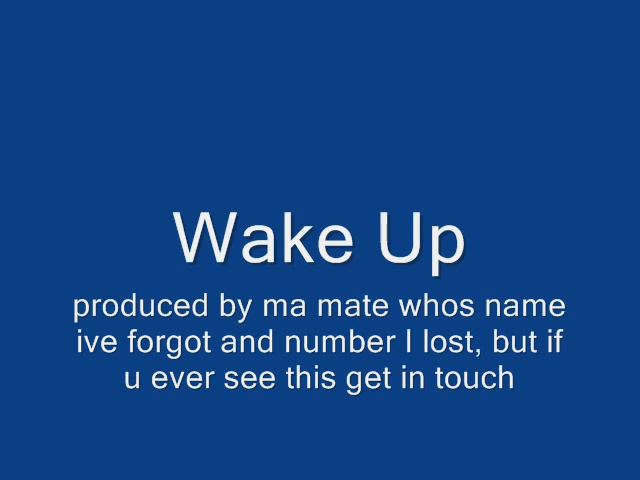 Wake Up
produced by ma mate whos name
ive forgot and number I lost, but if
u ever see this get in touch